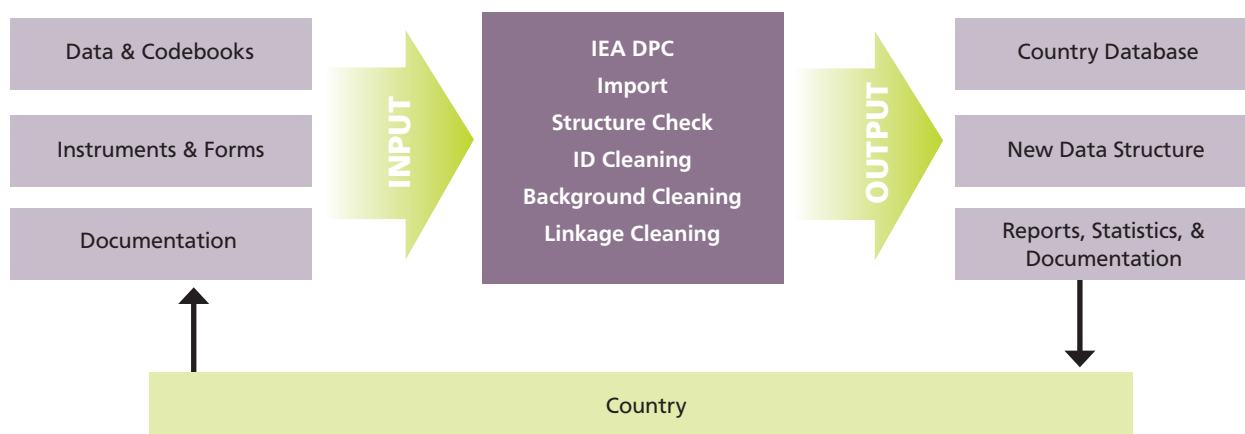 Data & Codebooks
Instruments & Forms
Documentation
INPUT
IEA DPC
Import
Structure Check
ID Cleaning
Background Cleaning
Linkage Cleaning
OUTPUT
Country Database
New Data Structure
Reports, Statistics, &
Documentation
Country